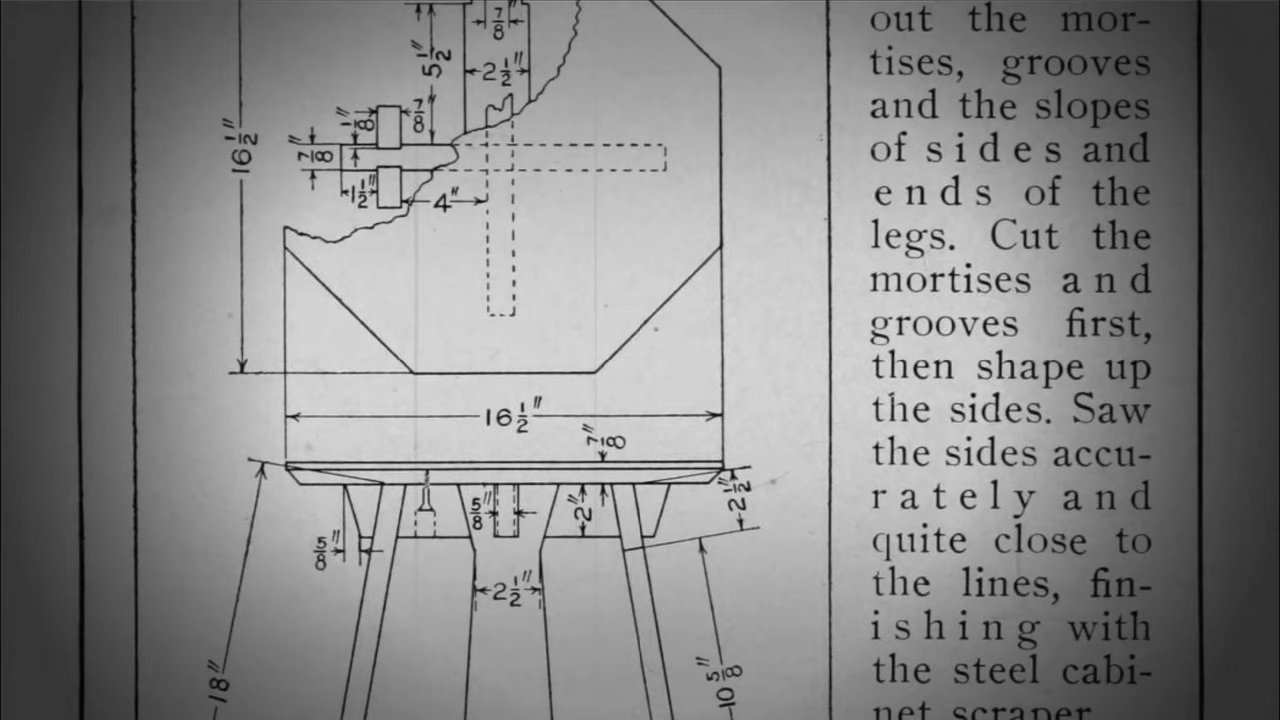 7/8"
5 1/2"
2 1/2"
1/8"
7/8"
16 1/2"
7/8"
1 1/2"
4"
16 1/2"
7/8"
5/8"
2"
2 1/2"
5/8"
2 1/2"
18"
10 5/8"
out the mor-
tises, grooves
and the slopes
of sides and
ends of the
legs. Cut the
mortises and
grooves first,
then shape up
the sides. Saw
the sides accu-
rately and
quite close to
the lines, fin-
ishing with
the steel cabi-
net scraper